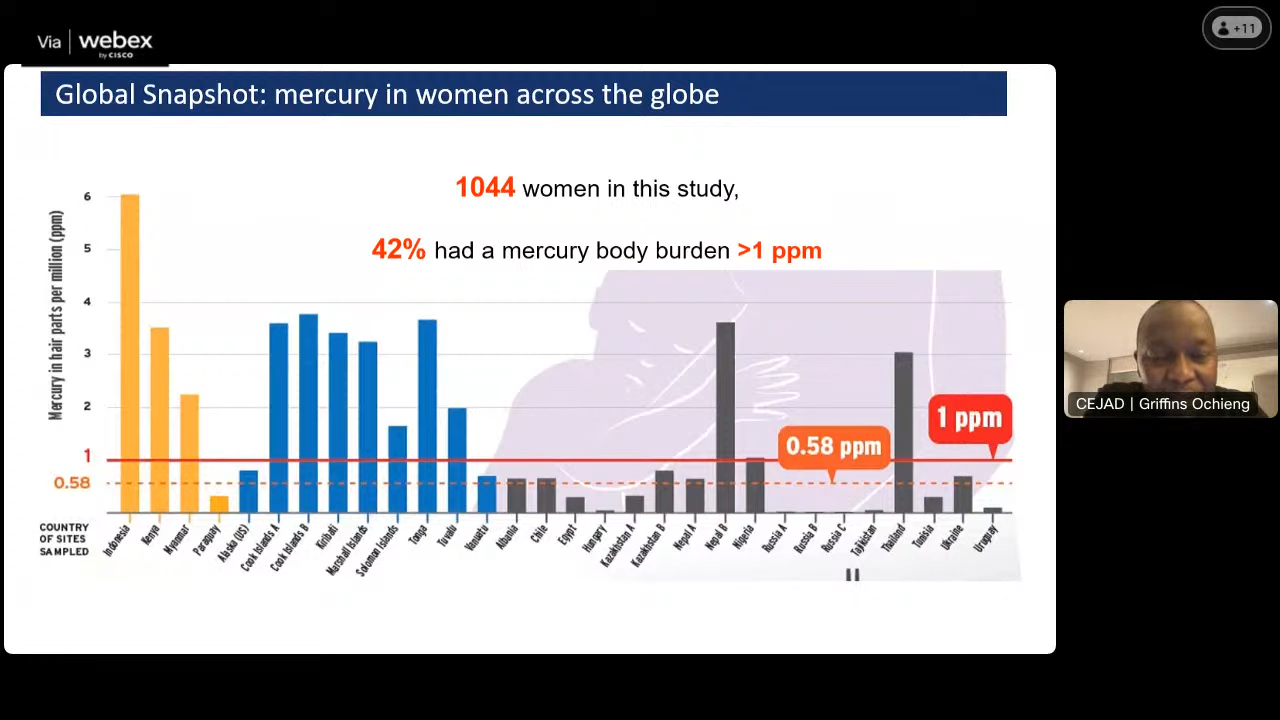 Via webex
by CISCO
+11
Global Snapshot: mercury in women across the globe
1044 women in this study,
42% had a mercury body burden >1 ppm
Mercury in hair parts per million (ppm)
6
5
4
3
2
1
0.58
1 ppm
0.58 ppm
COUNTRY
OF SITES
SAMPLED
Indonesia
Kenya
Myanmar
Paraguay
Alaska (US)
Cook Islands A
Cook Islands B
Kiribati
Marshall Islands
Solomon Islands
Tonga
Tuvalu
Vanuatu
Albania
Chile
Egypt
Hungary
Kazakhstan A
Kazakhstan B
Nepal A
Nepal B
Nigeria
Russia A
Russia B
Russia C
Tajikistan
Thailand
Tunisia
Ukraine
Uruguay
CEJAD | Griffins Ochieng